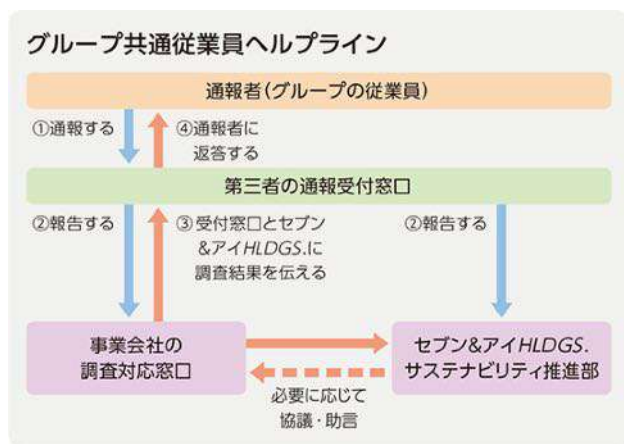 グループ共通従業員ヘルプライン
通報者(グループの従業員)
①通報する
④通報者に
返答する
第三者の通報受付窓口
②報告する
③受付窓口とセブン
&アイHLDGS.に
調査結果を伝える
②報告する
事業会社の
調査対応窓口
セブン&アイHLDGS.
サステナビリティ推進部
必要に応じて
協議・助言